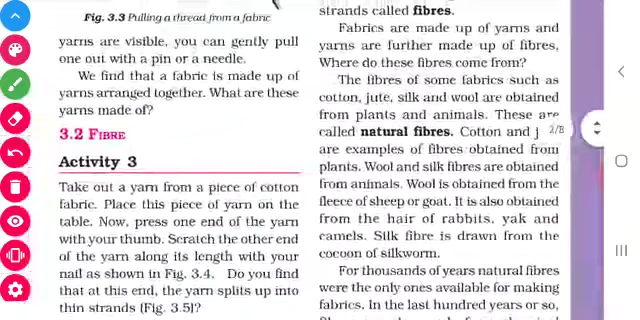 Fig. 3.3 Pulling a thread from a fabric
yarns are visible, you can gently pull
one out with a pin or a needle.
We find that a fabric is made up of
yarns arranged together. What are these
yarns made of?
3.2 FIBRE
Activity 3
Take out a yarn from a piece of cotton
fabric. Place this piece of yarn on the
table. Now, press one end of the yarn
with your thumb. Scratch the other end
of the yarn along its length with your
nail as shown in Fig. 3.4. Do you find
that at this end, the yarn splits up into
thin strands (Fig. 3.5)?
strands called fibres.
Fabrics are made up of yarns and
yarns are further made up of fibres,
Where do these fibres come from?
The fibres of some fabrics such as
cotton, jute, silk and wool are obtained
from plants and animals. These are
called natural fibres. Cotton and j
2/8
are examples of fibres obtained from
plants. Wool and silk fibres are obtained
from animals. Wool is obtained from the
fleece of sheep or goat. It is also obtained
from the hair of rabbits, yak and
camels. Silk fibre is drawn from the
cocoon of silkworm.
For thousands of years natural fibres
were the only ones available for making
fabrics. In the last hundred years or so,